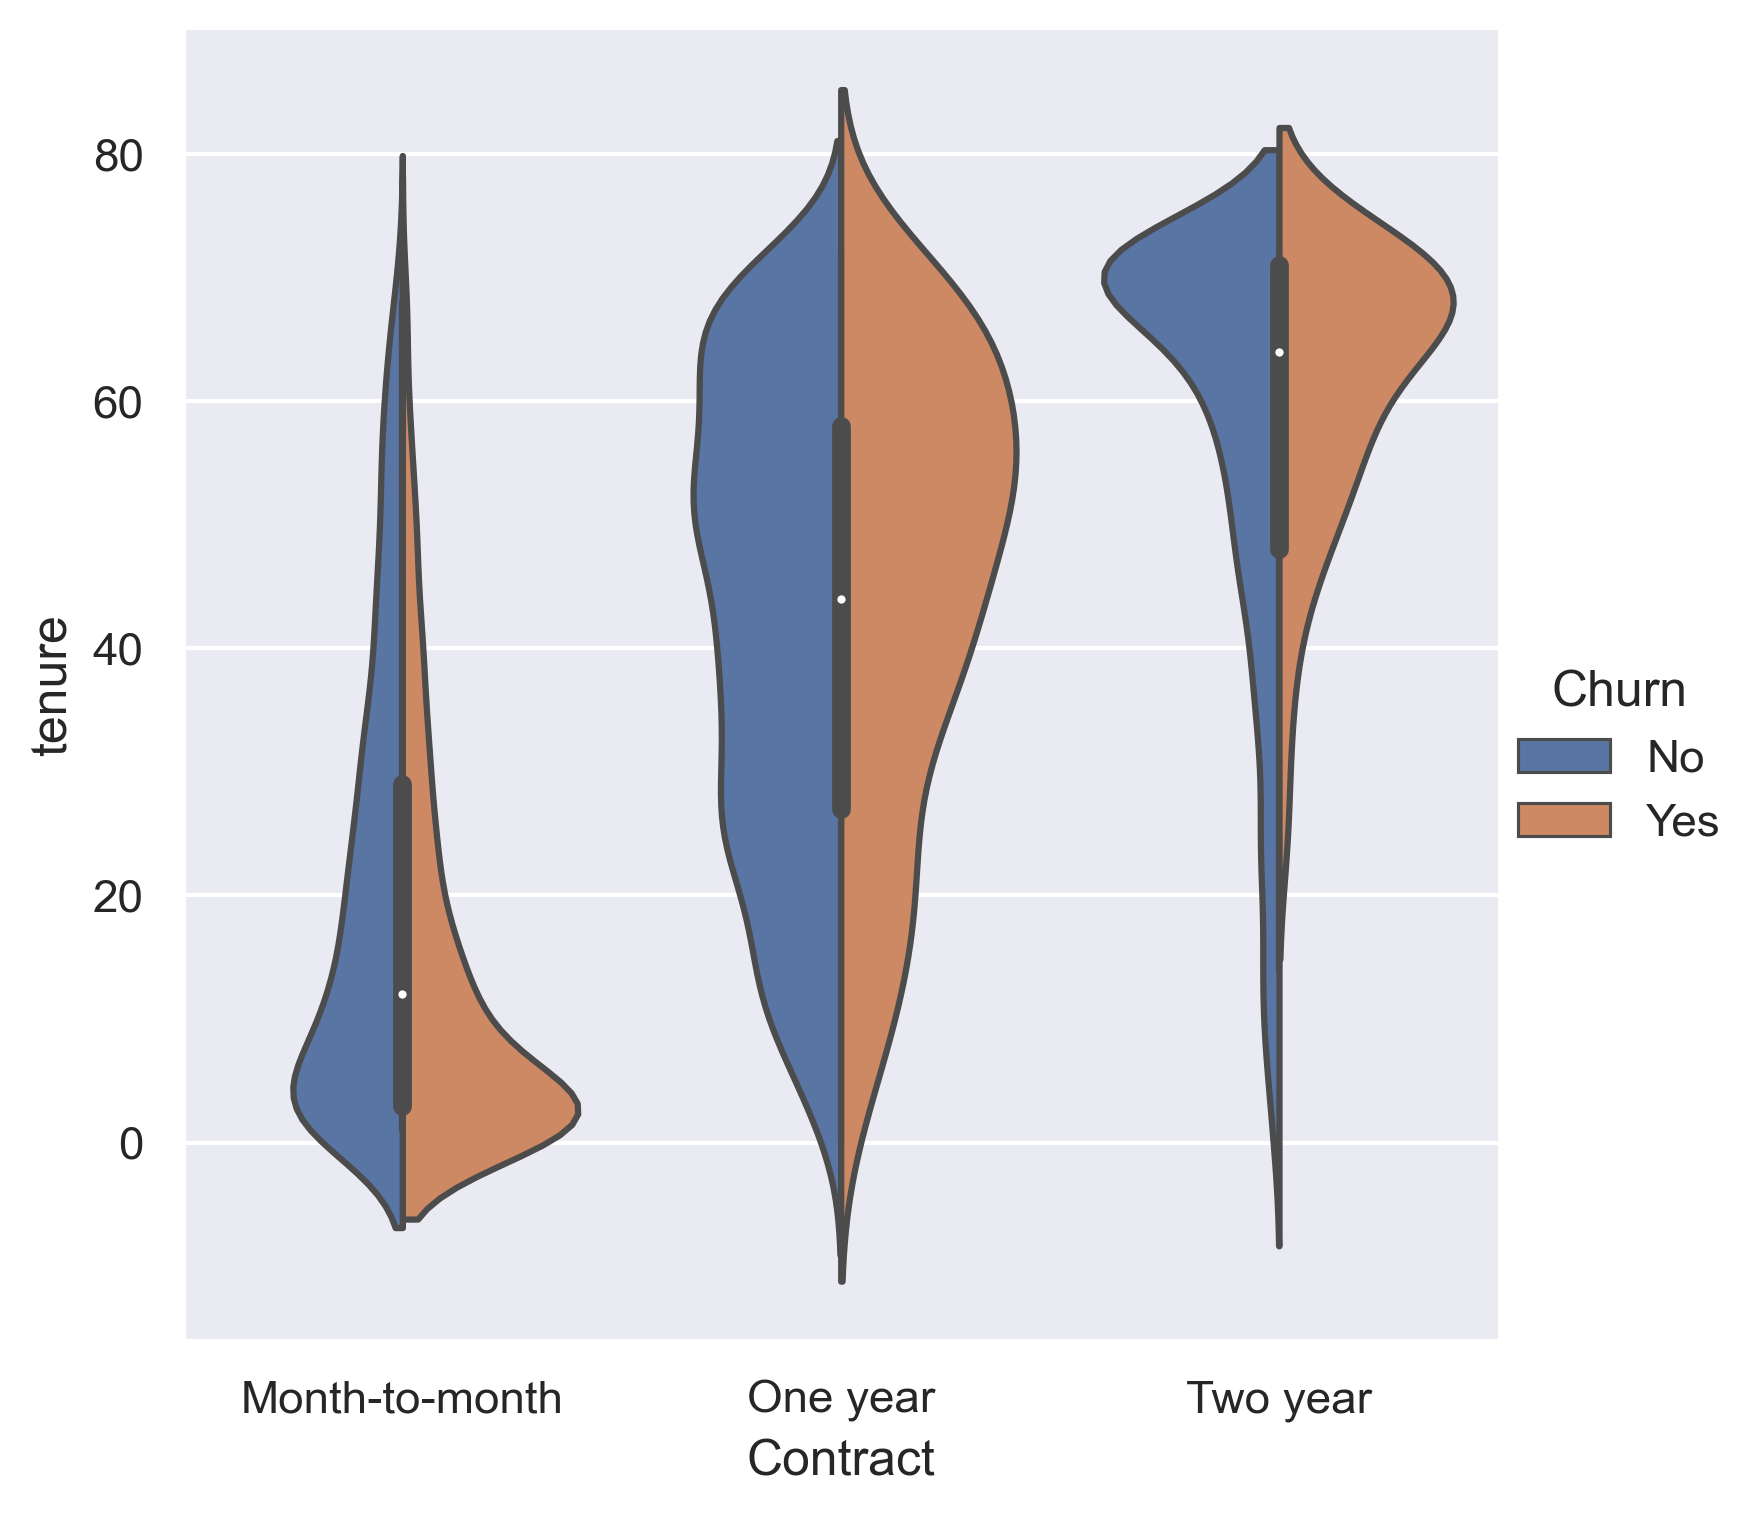 80
60
40
20
0
tenure
Month-to-month
One year
Two year
Contract
Churn
No
Yes